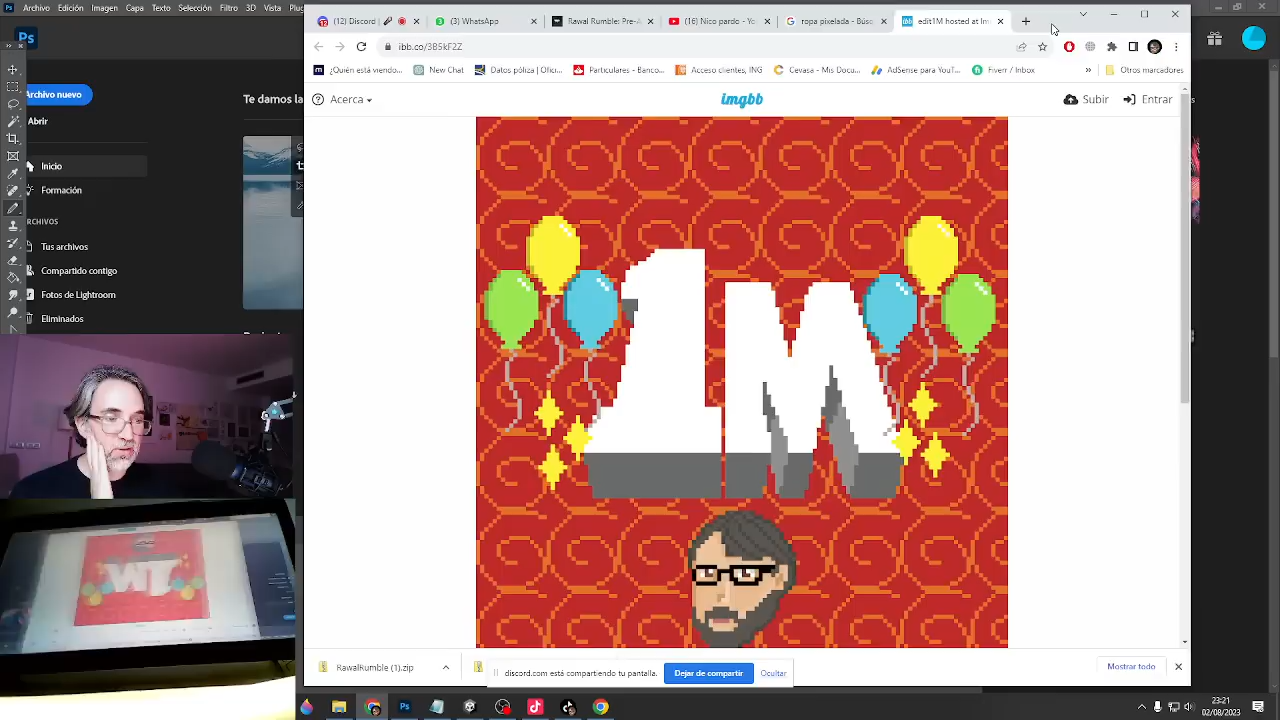 Ps Archivo Edición Imagen Capa Texto Selección
(12) Discord |
(3) WhatsApp
Rawal Rumble: Pre-A
(16) Nico pardo - Yo
ropa pixelada - Búsq
edit1M hosted at Im
ibb.co/3B5kF2Z
¿Quién está viendo...
New Chat
Datos póliza | Ofici...
Particulares - Banco...
Acceso clientes, ING
Cevasa - Mis Docu...
AdSense para YouT...
Fiverr / Inbox
»
Otros marcadores
Ps
Archivo nuevo
Te damos la
Abrir
Acerca
imgbb
Subir
Entrar
Inicio
Formación
ARCHIVOS
Tus archivos
Compartido contigo
Fotos de Lightroom
Eliminados
1M
RawalRumble (1).zip
discord.com está compartiendo tu pantalla.
Dejar de compartir
Ocultar
Mostrar todo
23:21
02/08/2023